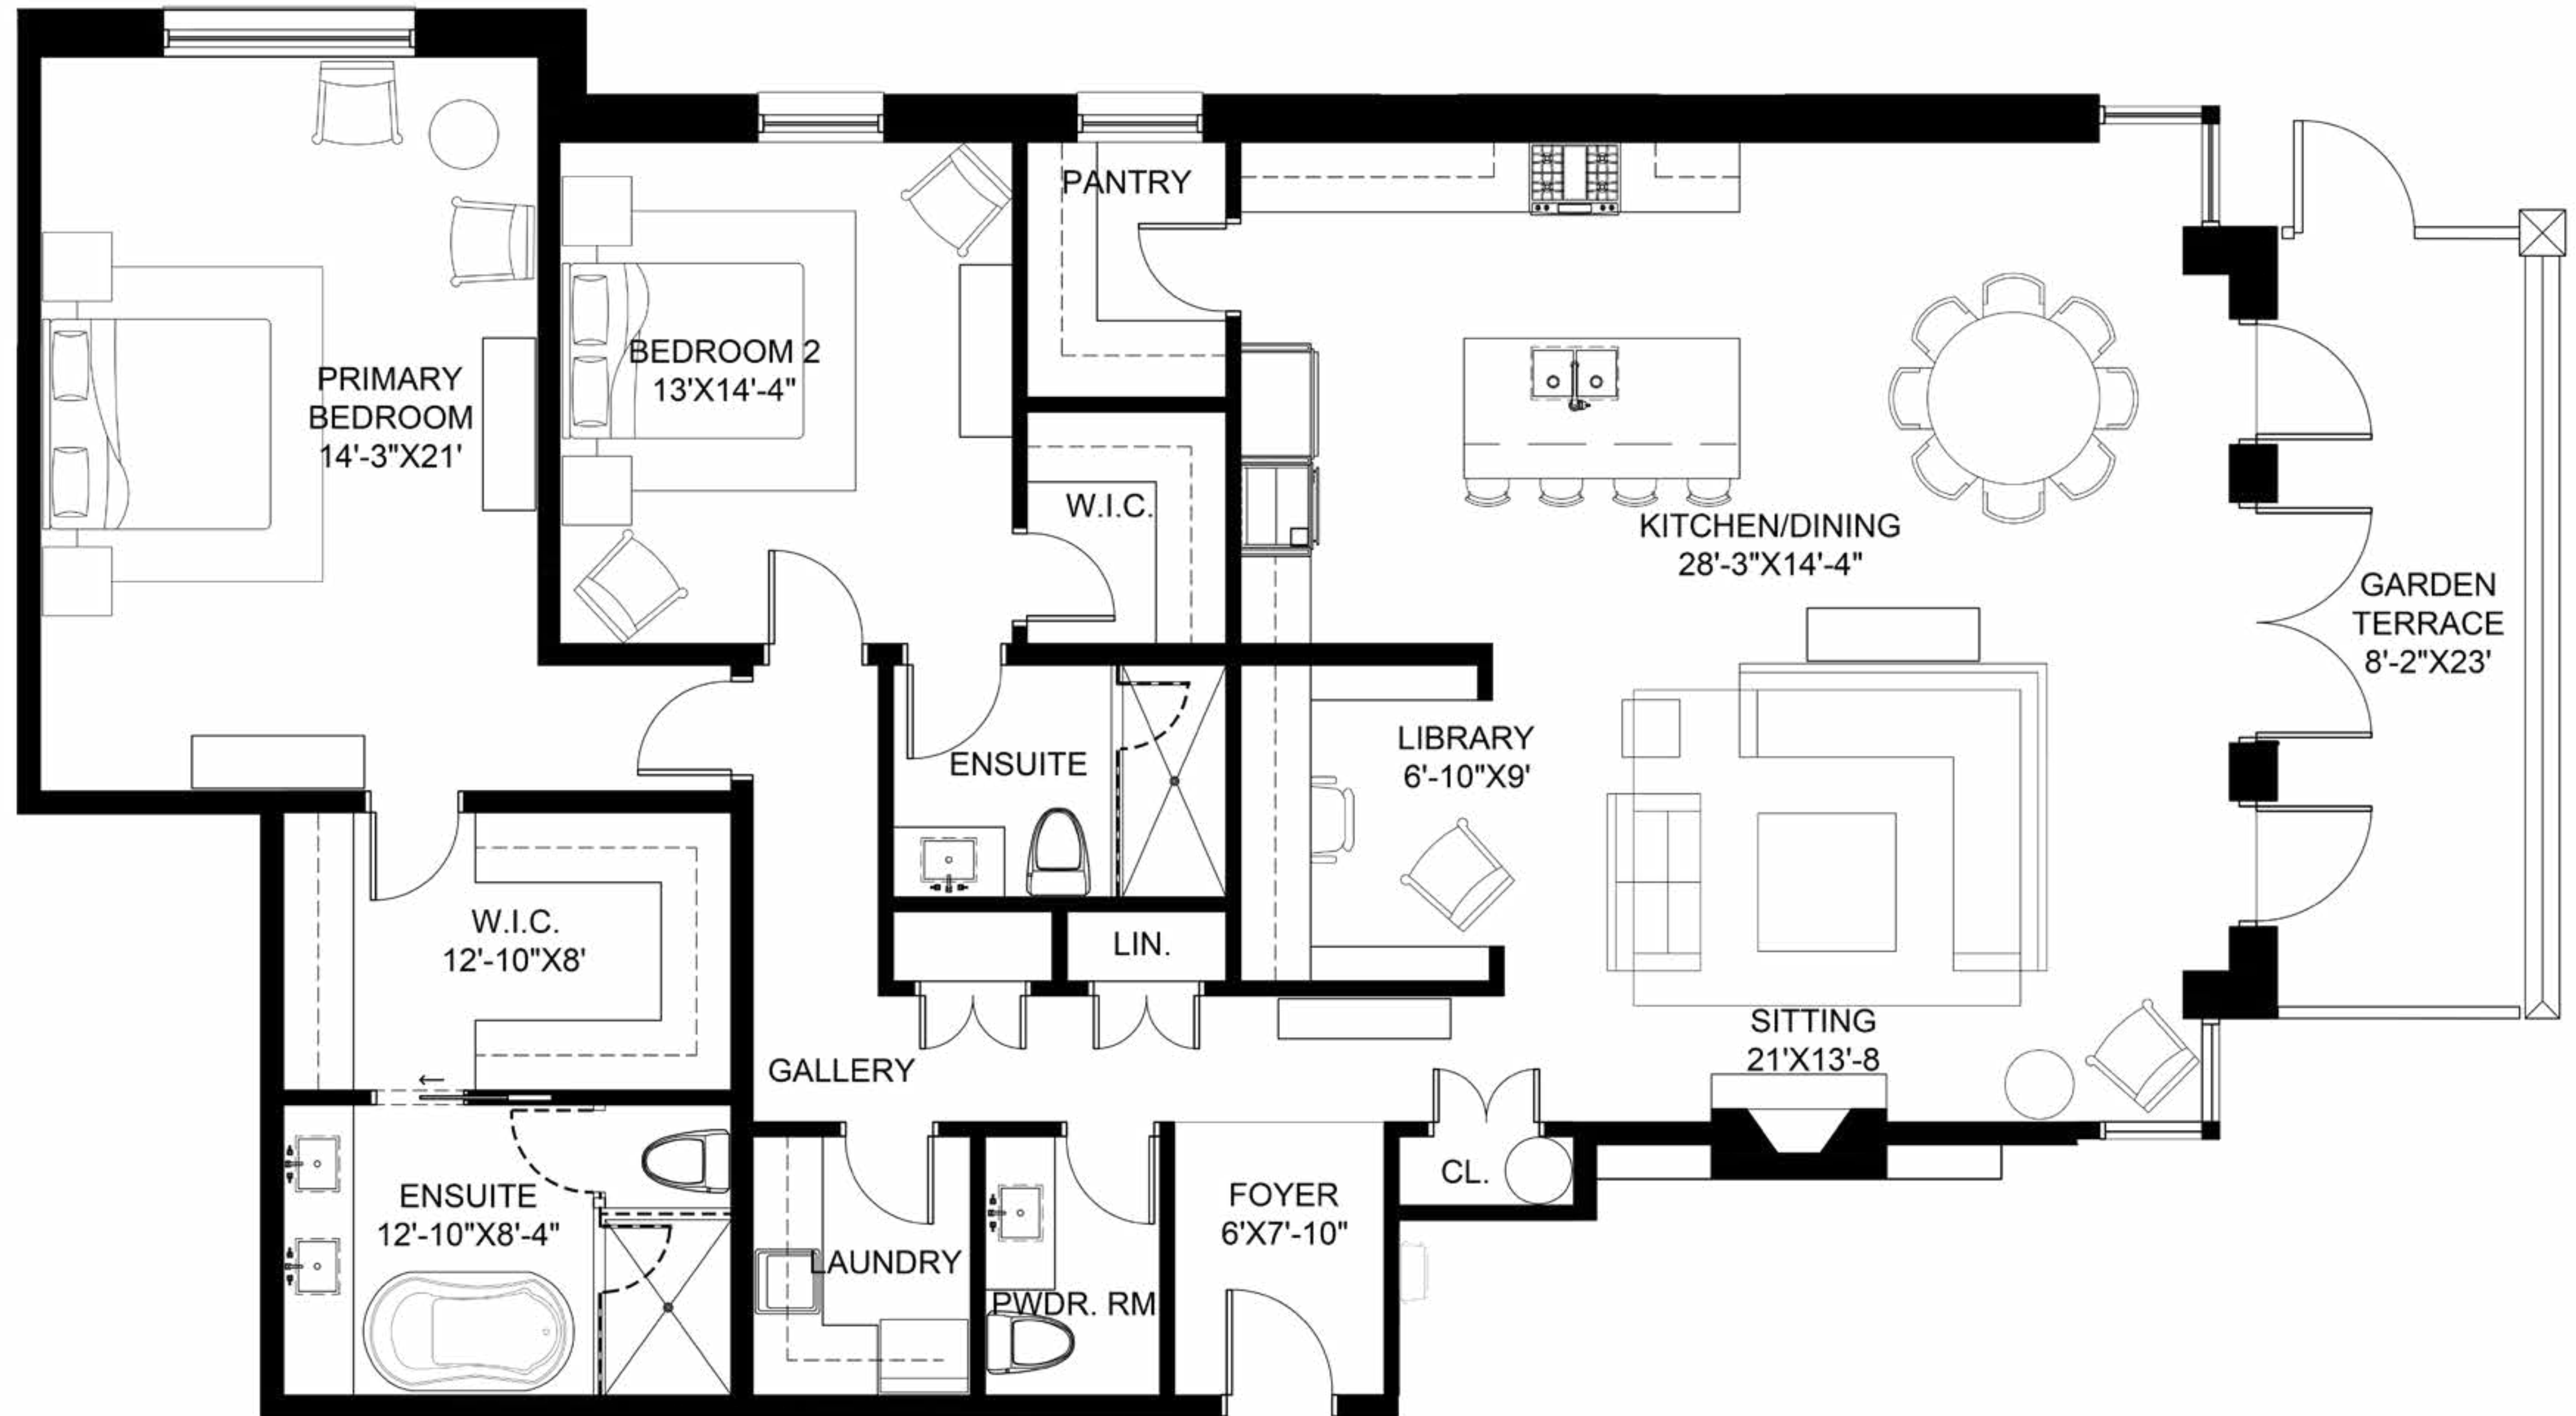 PANTRY
PRIMARY
BEDROOM
14'-3"X21'
BEDROOM 2
13'X14'-4"
W.I.C.
KITCHEN/DINING
28'-3"X14'-4"
GARDEN
TERRACE
8'-2"X23'
ENSUITE
LIBRARY
6'-10"X9'
W.I.C.
12'-10"X8'
LIN.
GALLERY
SITTING
21'X13'-8
ENSUITE
12'-10"X8'-4"
LAUNDRY
PWDR. RM
FOYER
6'X7'-10"
CL.